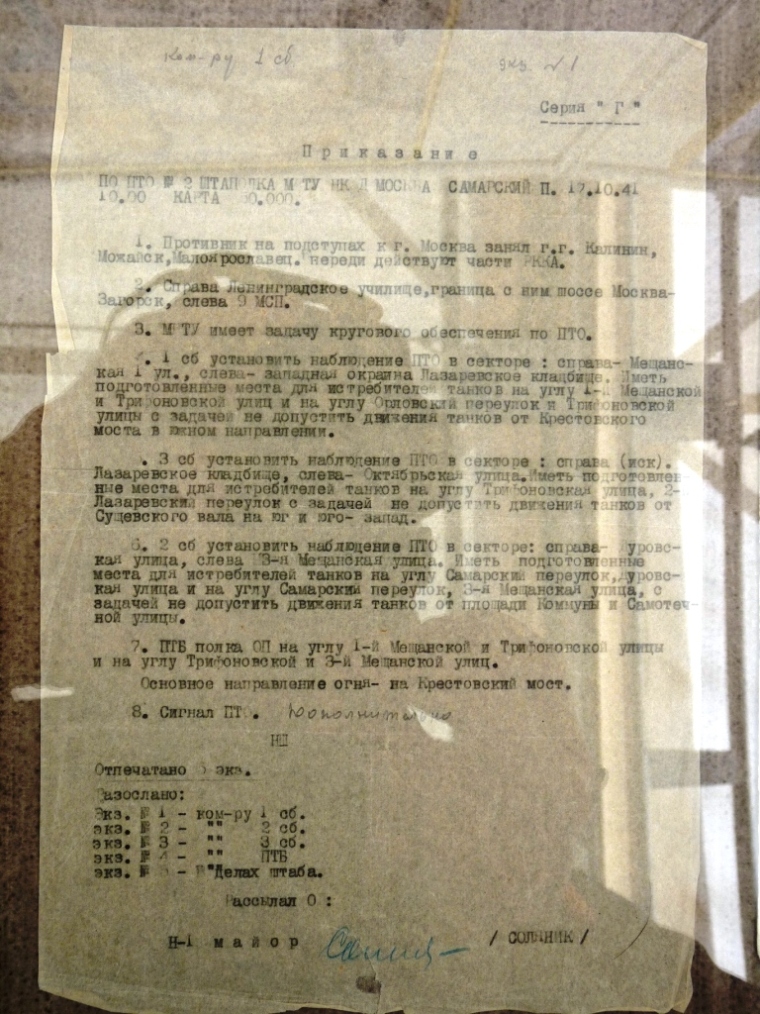 Ком-ру 1 сб
экз № 1
Серия " Г "
Приказание
ПО ПТО № 2 ШТАПОЛКА МВТУ НКВД МОСКВА САМАРСКИЙ П. 10.41
10.00 КАРТА
1. Противник на подступах к г. Москва занял г.г. Калинин,
Можайск,Малоярославец. действуют части РККА.
2. Справа Ленинградское училище,граница с ним шоссе Москва-
Загорск, слева 9 МСП.
3. МВТУ имеет задачу кругового обеспечения по ПТО.
4. 1 сб установить наблюдение ПТО в секторе : справа- Мещанс-
кая 1 ул., слева- западная окраина Лазаревское кладбище. Иметь
подготовленные места для истребителей танков на углу 1-й Мещанской
и Трифоновской улиц и на углу Орловский переулок и Трифоновской
улицы с задачей не допустить движения танков от Крестовского
моста в южном направлении.
. 3 сб установить наблюдение ПТО в секторе : справа (иск).
Лазаревское кладбище, слева- Октябрьская улица.Иметь подготовлен-
ные места для истребителей танков на углу Трифоновская улица, 2-
Лазаревский переулок с задачей не допустать движения танков от
Сущевского вала на юг и юго- запад.
6. 2 сб установить наблюдение ПТО в секторе: справа- Дуровс-
кая улица, слева 3-я Мещанская улица. Иметь подготовленные
места для истребителей танков на углу Самарский переулок,Дуровс-
кая улица и на углу Самарский переулок, 3-я Мещанская улица, с
задачей не допустить движения танков от площади Коммуны и Самотеч-
ной улицы.
7. ПТБ полка ОП на углу 1-й Мещанской и Трифоновской улицы
и на углу Трифоновской и 3-й Мещанской улиц.
Основное направление огня- на Крестовский мост.
8. Сигнал ПТО. Дополнительно
НШ
Отпечатано 5 экз.
Разослано:
Экз. № 1 - ком-ру 1 сб.
экз. № 2 - "" 2 сб.
экз. № 3 - "" 3 сб.
экз. № 4 - "" ПТБ
экз. № 5 - В"Делах штаба.
Рассылал О :
Н-1 майор / СОЛЯНИК /